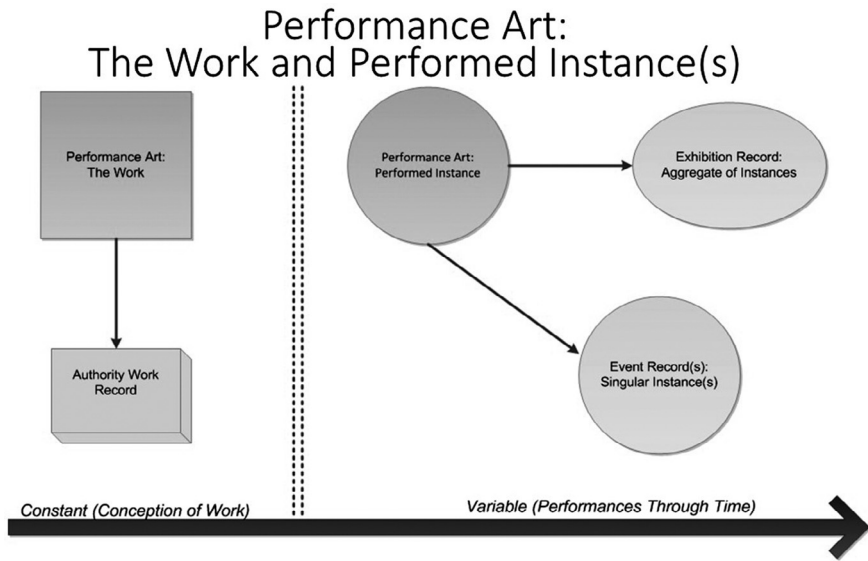 Performance Art:
The Work and Performed Instance(s)
Performance Art:
The Work
Authority Work
Record
Performance Art:
Performed Instance
Exhibition Record:
Aggregate of Instances
Event Record(s):
Singular Instance(s)
Constant (Conception of Work)
Variable (Performances Through Time)